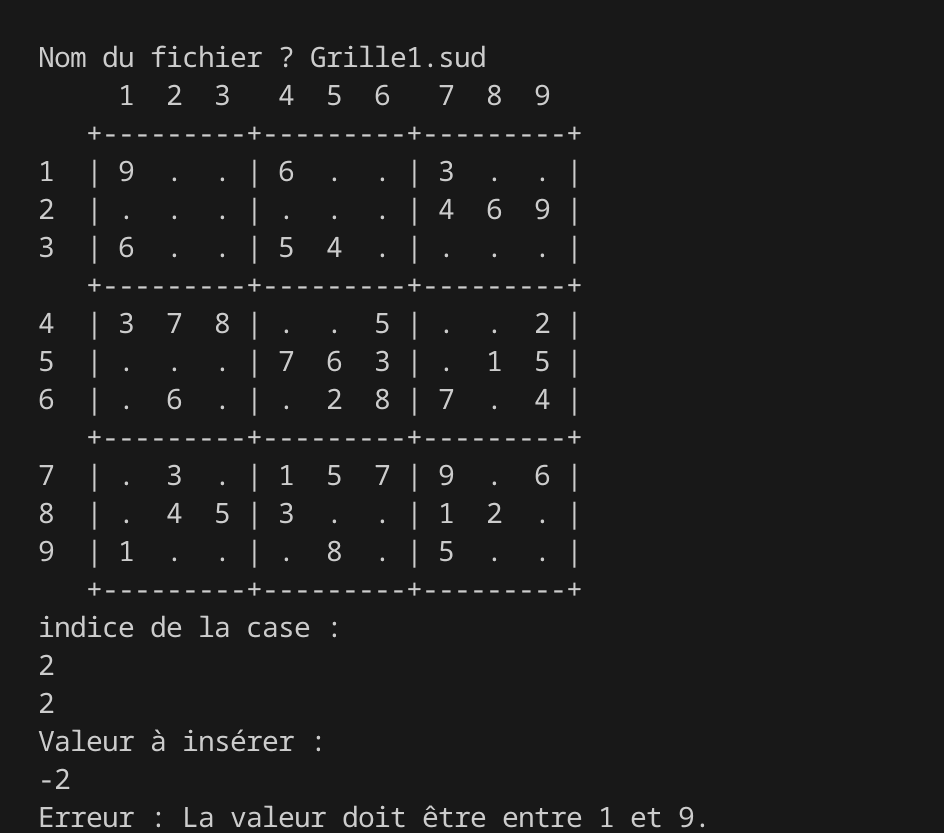 Nom du fichier ? Grille1.sud
     1  2  3   4  5  6   7  8  9
   +---------+---------+---------+
1  | 9  .  . | 6  .  . | 3  .  . |
2  | .  .  . | .  .  . | 4  6  9 |
3  | 6  .  . | 5  4  . | .  .  . |
   +---------+---------+---------+
4  | 3  7  8 | .  .  5 | .  .  2 |
5  | .  .  . | 7  6  3 | .  1  5 |
6  | .  6  . | .  2  8 | 7  .  4 |
   +---------+---------+---------+
7  | .  3  . | 1  5  7 | 9  .  6 |
8  | .  4  5 | 3  .  . | 1  2  . |
9  | 1  .  . | .  8  . | 5  .  . |
   +---------+---------+---------+
indice de la case :
2
2
Valeur à insérer :
-2
Erreur : La valeur doit être entre 1 et 9.